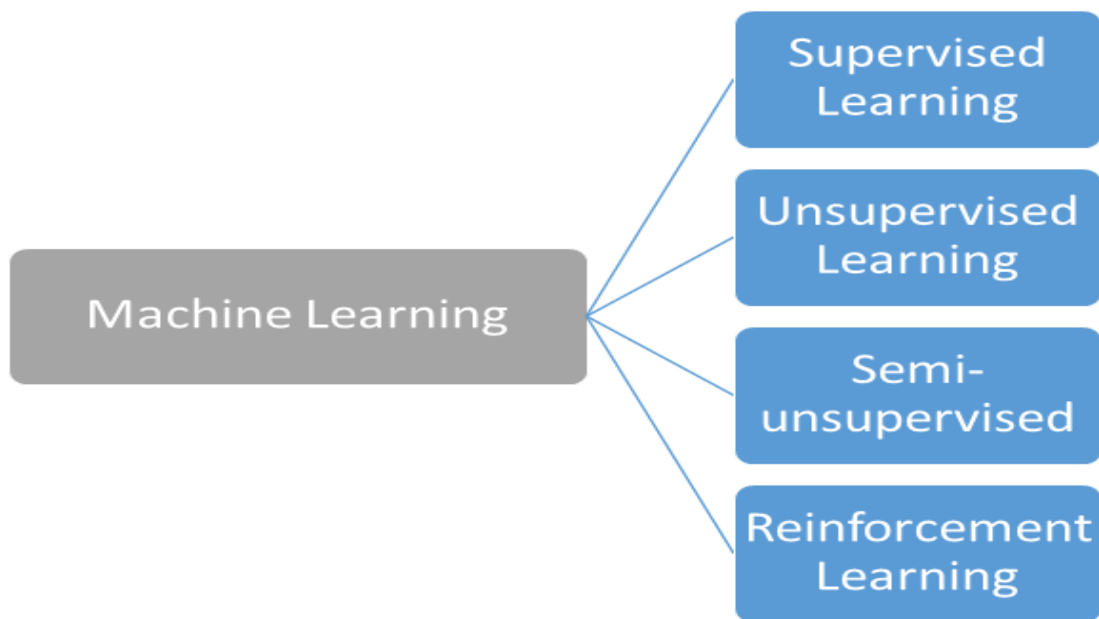 Supervised
Learning
Unsupervised
Learning
Machine Learning
Semi-
unsupervised
Reinforcement
Learning